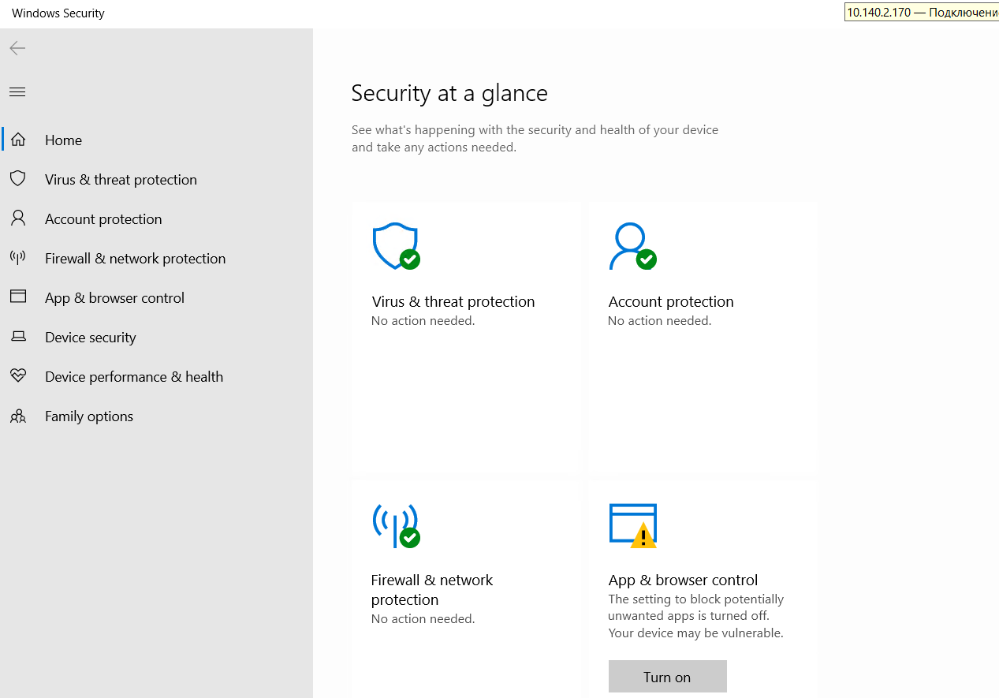 Windows Security
10.140.2.170 — Подключени
Home
Virus & threat protection
Account protection
Firewall & network protection
App & browser control
Device security
Device performance & health
Family options
Security at a glance
See what's happening with the security and health of your device
and take any actions needed.
Virus & threat protection
No action needed.
Account protection
No action needed.
Firewall & network
protection
No action needed.
App & browser control
The setting to block potentially
unwanted apps is turned off.
Your device may be vulnerable.
Turn on